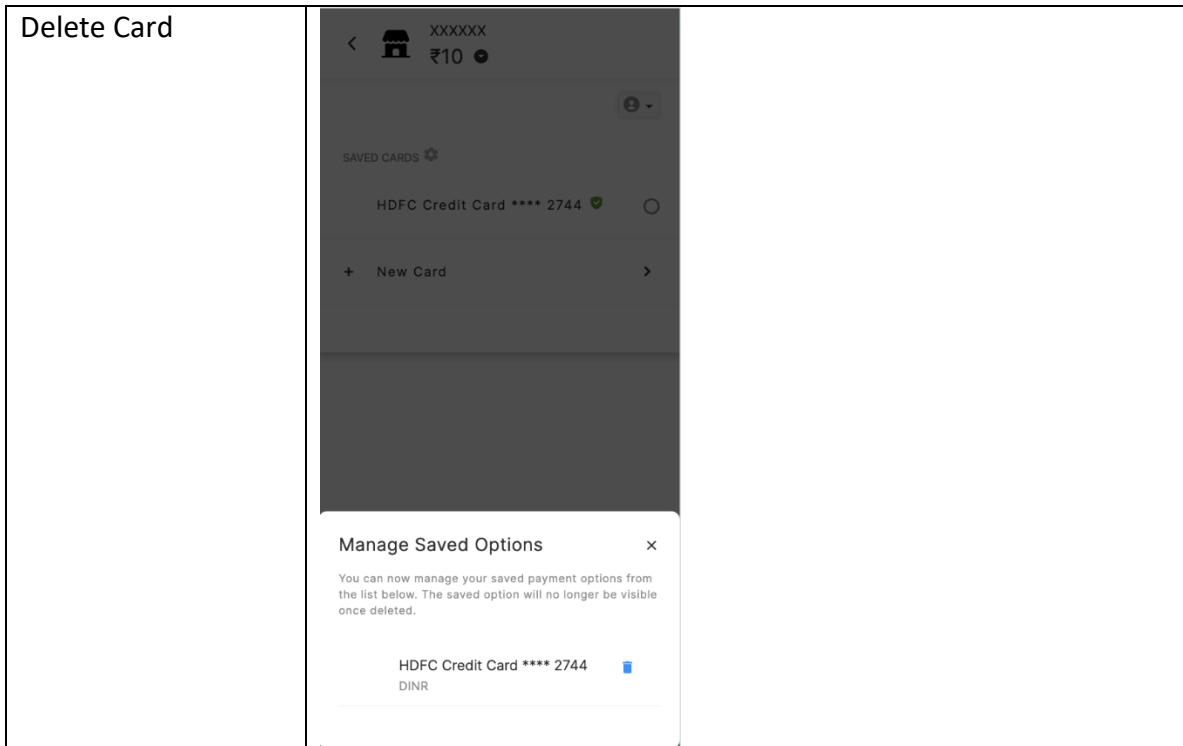 Delete Card
XXXXXX
₹10
SAVED CARDS
HDFC Credit Card **** 2744
+ New Card
Manage Saved Options
You can now manage your saved payment options from
the list below. The saved option will no longer be visible
once deleted.
HDFC Credit Card **** 2744
DINR